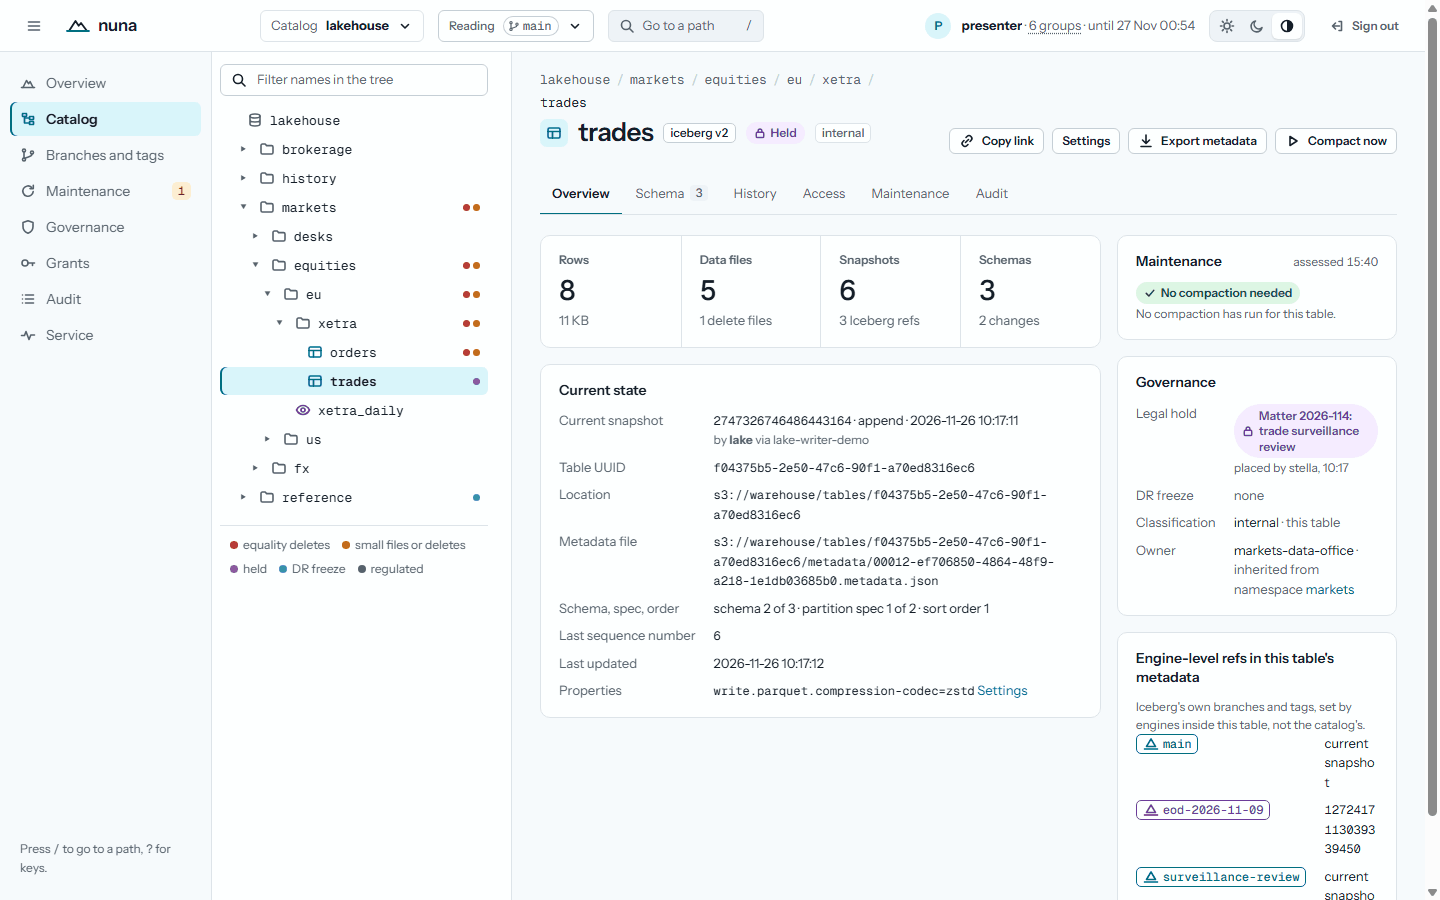 nuna
Catalog lakehouse
Reading main
Go to a path /
P presenter · 6 groups · until 27 Nov 00:54
Sign out
Overview
Catalog
Branches and tags
Maintenance 1
Governance
Grants
Audit
Service
Press / to go to a path, ? for
keys.
Filter names in the tree
lakehouse
brokerage
history
markets
desks
equities
eu
xetra
orders
trades
xetra_daily
us
fx
reference
equality deletes small files or deletes
held DR freeze regulated
lakehouse / markets / equities / eu / xetra /
trades
trades iceberg v2 Held internal
Copy link Settings Export metadata Compact now
Overview Schema 3 History Access Maintenance Audit
Rows
8
11 KB
Data files
5
1 delete files
Snapshots
6
3 Iceberg refs
Schemas
3
2 changes
Current state
Current snapshot 2747326746486443164 · append · 2026-11-26 10:17:11
by lake via lake-writer-demo
Table UUID f04375b5-2e50-47c6-90f1-a70ed8316ec6
Location s3://warehouse/tables/f04375b5-2e50-47c6-90f1-
a70ed8316ec6
Metadata file s3://warehouse/tables/f04375b5-2e50-47c6-90f1-
a70ed8316ec6/metadata/00012-ef706850-4864-48f9-
a218-1e1db03685b0.metadata.json
Schema, spec, order schema 2 of 3 · partition spec 1 of 2 · sort order 1
Last sequence number 6
Last updated 2026-11-26 10:17:12
Properties write.parquet.compression-codec=zstd Settings
Maintenance assessed 15:40
No compaction needed
No compaction has run for this table.
Governance
Legal hold Matter 2026-114:
trade surveillance
review
placed by stella, 10:17
DR freeze none
Classification internal · this table
Owner markets-data-office ·
inherited from
namespace markets
Engine-level refs in this table's
metadata
Iceberg's own branches and tags, set by
engines inside this table, not the catalog's.
main current
snapsho
t
eod-2026-11-09 1272417
1130393
39450
surveillance-review current
snapsho